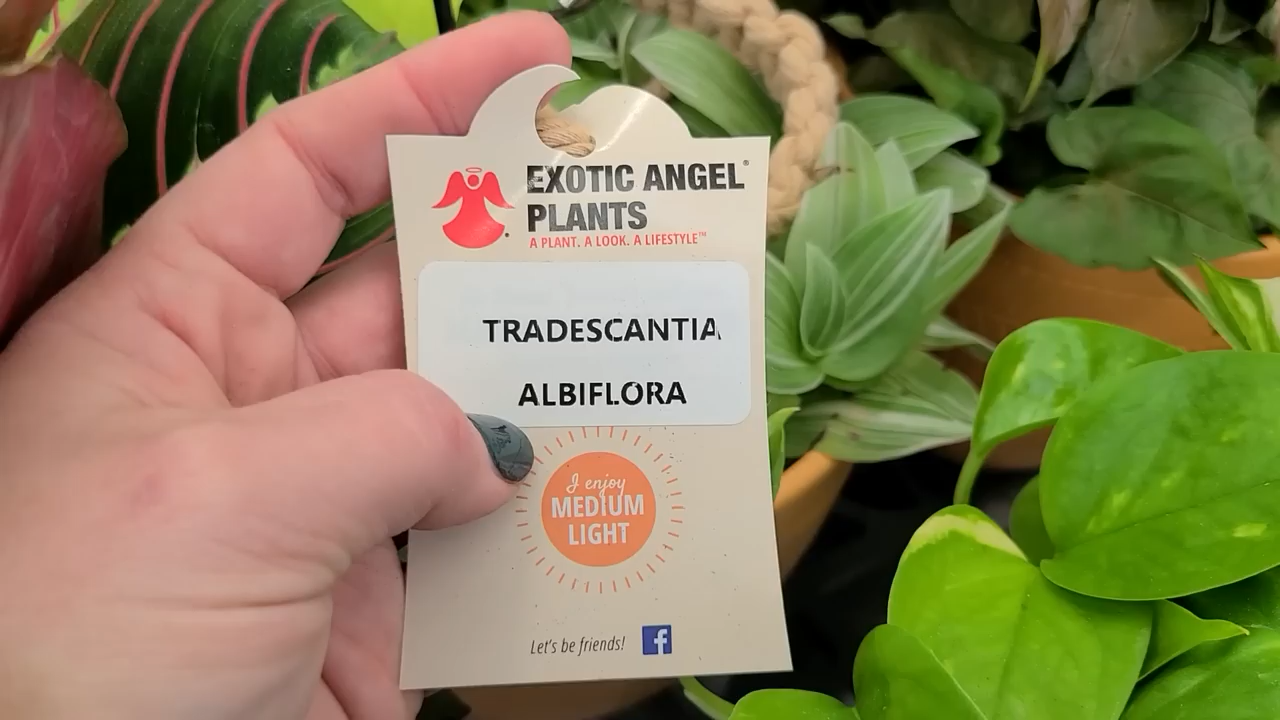 EXOTIC ANGEL®
PLANTS
A PLANT. A LOOK. A LIFESTYLE™
TRADESCANTIA
ALBIFLORA
I enjoy
MEDIUM
LIGHT
Let's be friends! f